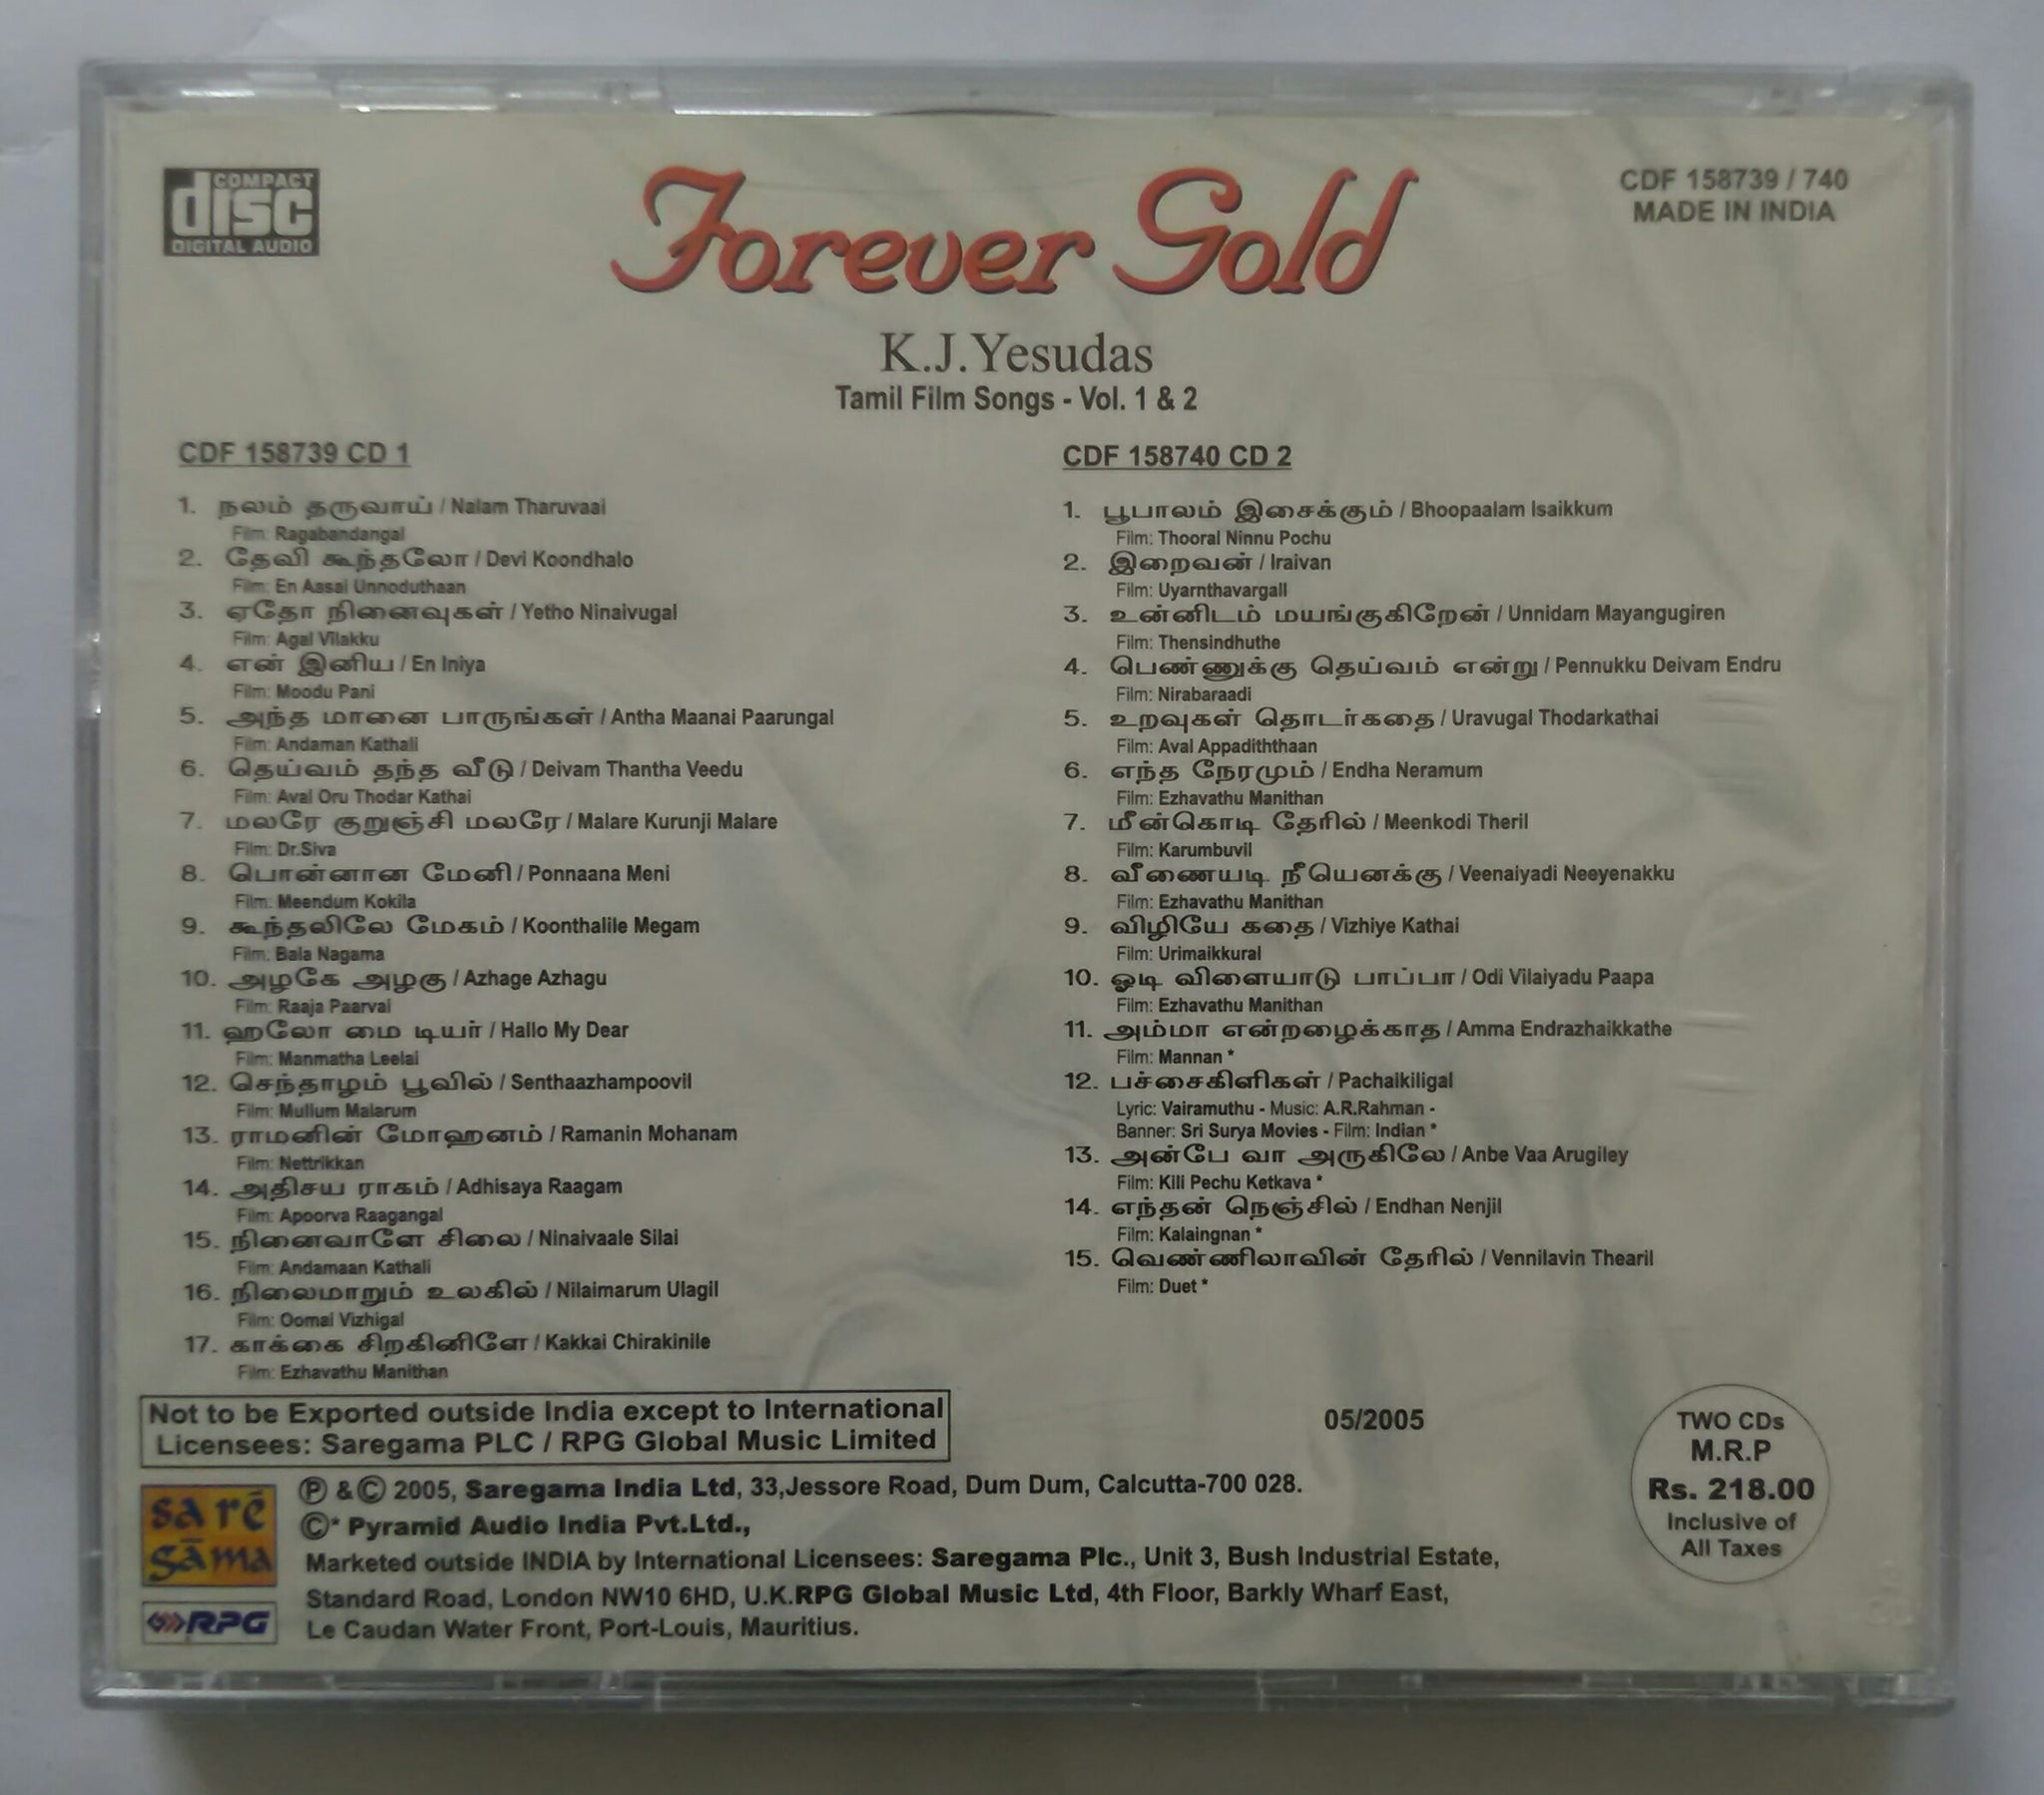 COMPACT
disc
DIGITAL AUDIO
Forever Gold
CDF 158739 / 740
MADE IN INDIA
K.J.Yesudas
Tamil Film Songs - Vol. 1 & 2
CDF 158739 CD 1
1. நலம் தருவாய் / Nalam Tharuvaai
Film: Ragabandangal
2. தேவி கூந்தலோ / Devi Koondhalo
Film: En Aasai Unnoduthaan
3. ஏதோ நினைவுகள் / Yetho Ninaivugal
Film: Agal Vilakku
4. என் இனிய / En Iniya
Film: Moodu Pani
5. அந்த மானை பாருங்கள் / Antha Maanai Paarungal
Film: Andaman Kathali
6. தெய்வம் தந்த வீடு / Deivam Thantha Veedu
Film: Aval Oru Thodar Kathai
7. மலரே குறுஞ்சி மலரே / Malare Kurunji Malare
Film: Dr.Siva
8. பொன்னான மேனி / Ponnaana Meni
Film: Meendum Kokila
9. கூந்தலிலே மேகம் / Koonthalile Megam
Film: Bala Nagama
10. அழகே அழகு / Azhage Azhagu
Film: Raaja Paarvai
11. ஹலோ மை டியர் / Hallo My Dear
Film: Manmatha Leelai
12. செந்தாழம் பூவில் / Senthaazhampoovil
Film: Mullum Malarum
13. ராமனின் மோஹனம் / Ramanin Mohanam
Film: Nettrikkan
14. அதிசய ராகம் / Adhisaya Raagam
Film: Apoorva Raagangal
15. நினைவாளே சிலை / Ninaivaale Silai
Film: Andamaan Kathali
16. நிலைமாறும் உலகில் / Nilaimarum Ulagil
Film: Oomai Vizhigal
17. காக்கை சிறகினிளே / Kakkai Chirakinile
Film: Ezhavathu Manithan
CDF 158740 CD 2
1. பூபாலம் இசைக்கும் / Bhoopaalam Isaikkum
Film: Thooral Ninnu Pochu
2. இறைவன் / Iraivan
Film: Uyarnthavargall
3. உன்னிடம் மயங்குகிறேன் / Unnidam Mayangugiren
Film: Thensindhuthe
4. பெண்ணுக்கு தெய்வம் என்று / Pennukku Deivam Endru
Film: Nirabaraadi
5. உறவுகள் தொடர்கதை / Uravugal Thodarkathai
Film: Aval Appadiththaan
6. எந்த நேரமும் / Endha Neramum
Film: Ezhavathu Manithan
7. மீன்கொடி தேரில் / Meenkodi Theril
Film: Karumbuvil
8. வீணையடி நீயெனக்கு / Veenaiyadi Neeyenakku
Film: Ezhavathu Manithan
9. விழியே கதை / Vizhiye Kathai
Film: Urimaikkural
10. ஓடி விளையாடு பாப்பா / Odi Vilaiyadu Paapa
Film: Ezhavathu Manithan
11. அம்மா என்றழைக்காத / Amma Endrazhaikkathe
Film: Mannan *
12. பச்சைகிளிகள் / Pachaikiligal
Lyric: Vairamuthu - Music: A.R.Rahman -
Banner: Sri Surya Movies - Film: Indian *
13. அன்பே வா அருகிலே / Anbe Vaa Arugiley
Film: Kili Pechu Ketkava *
14. எந்தன் நெஞ்சில் / Endhan Nenjil
Film: Kalaingnan *
15. வெண்ணிலாவின் தேரில் / Vennilavin Thearil
Film: Duet *
Not to be Exported outside India except to International
Licensees: Saregama PLC / RPG Global Music Limited
05/2005
TWO CDs
M.R.P
Rs. 218.00
Inclusive of
All Taxes
sa rē
gāma
RPG
Ⓟ & Ⓒ 2005, Saregama India Ltd, 33,Jessore Road, Dum Dum, Calcutta-700 028.
Ⓒ* Pyramid Audio India Pvt.Ltd.,
Marketed outside INDIA by International Licensees: Saregama Plc., Unit 3, Bush Industrial Estate,
Standard Road, London NW10 6HD, U.K.RPG Global Music Ltd, 4th Floor, Barkly Wharf East,
Le Caudan Water Front, Port-Louis, Mauritius.